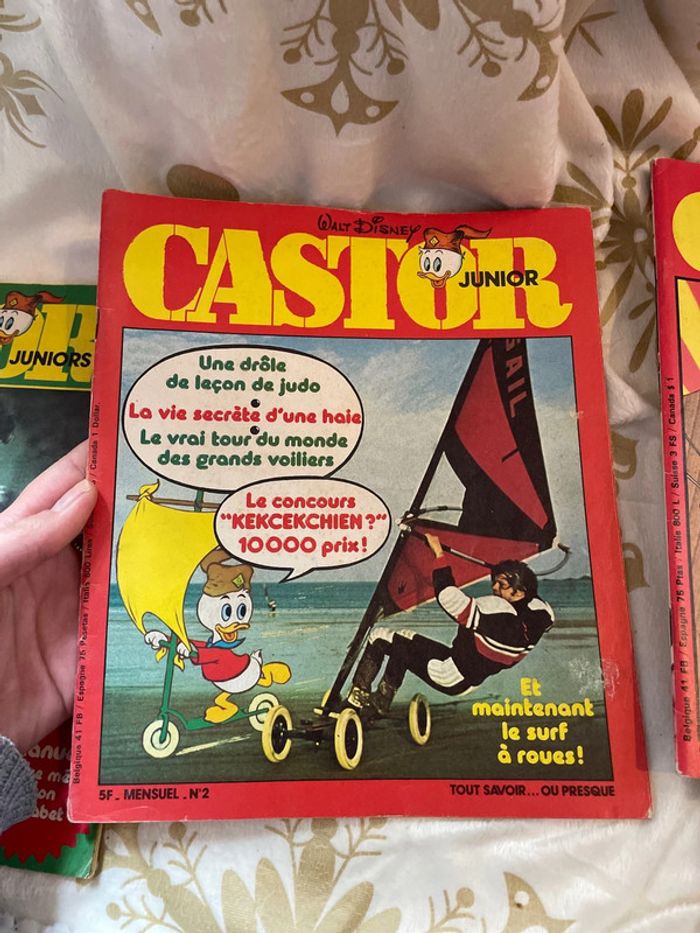 WALT DISNEY
CASTOR
JUNIOR
Une drôle
de leçon de judo
•
La vie secrète d'une haie
•
Le vrai tour du monde
des grands voiliers
Le concours
"KEKCEKCHIEN?"
10000 prix!
SAIL
Et
maintenant
le surf
à roues!
5F_ MENSUEL _ N°2
TOUT SAVOIR... OU PRESQUE
Belgique 41 FB / Espagne 75 Pesetas / Italie 800 Lires /
/ Canada 1 Dollar.
JUNIORS
Belgique 41 FB / Espagne 75 Ptas / Italie 800 L / Suisse 3 FS / Canada $ 1